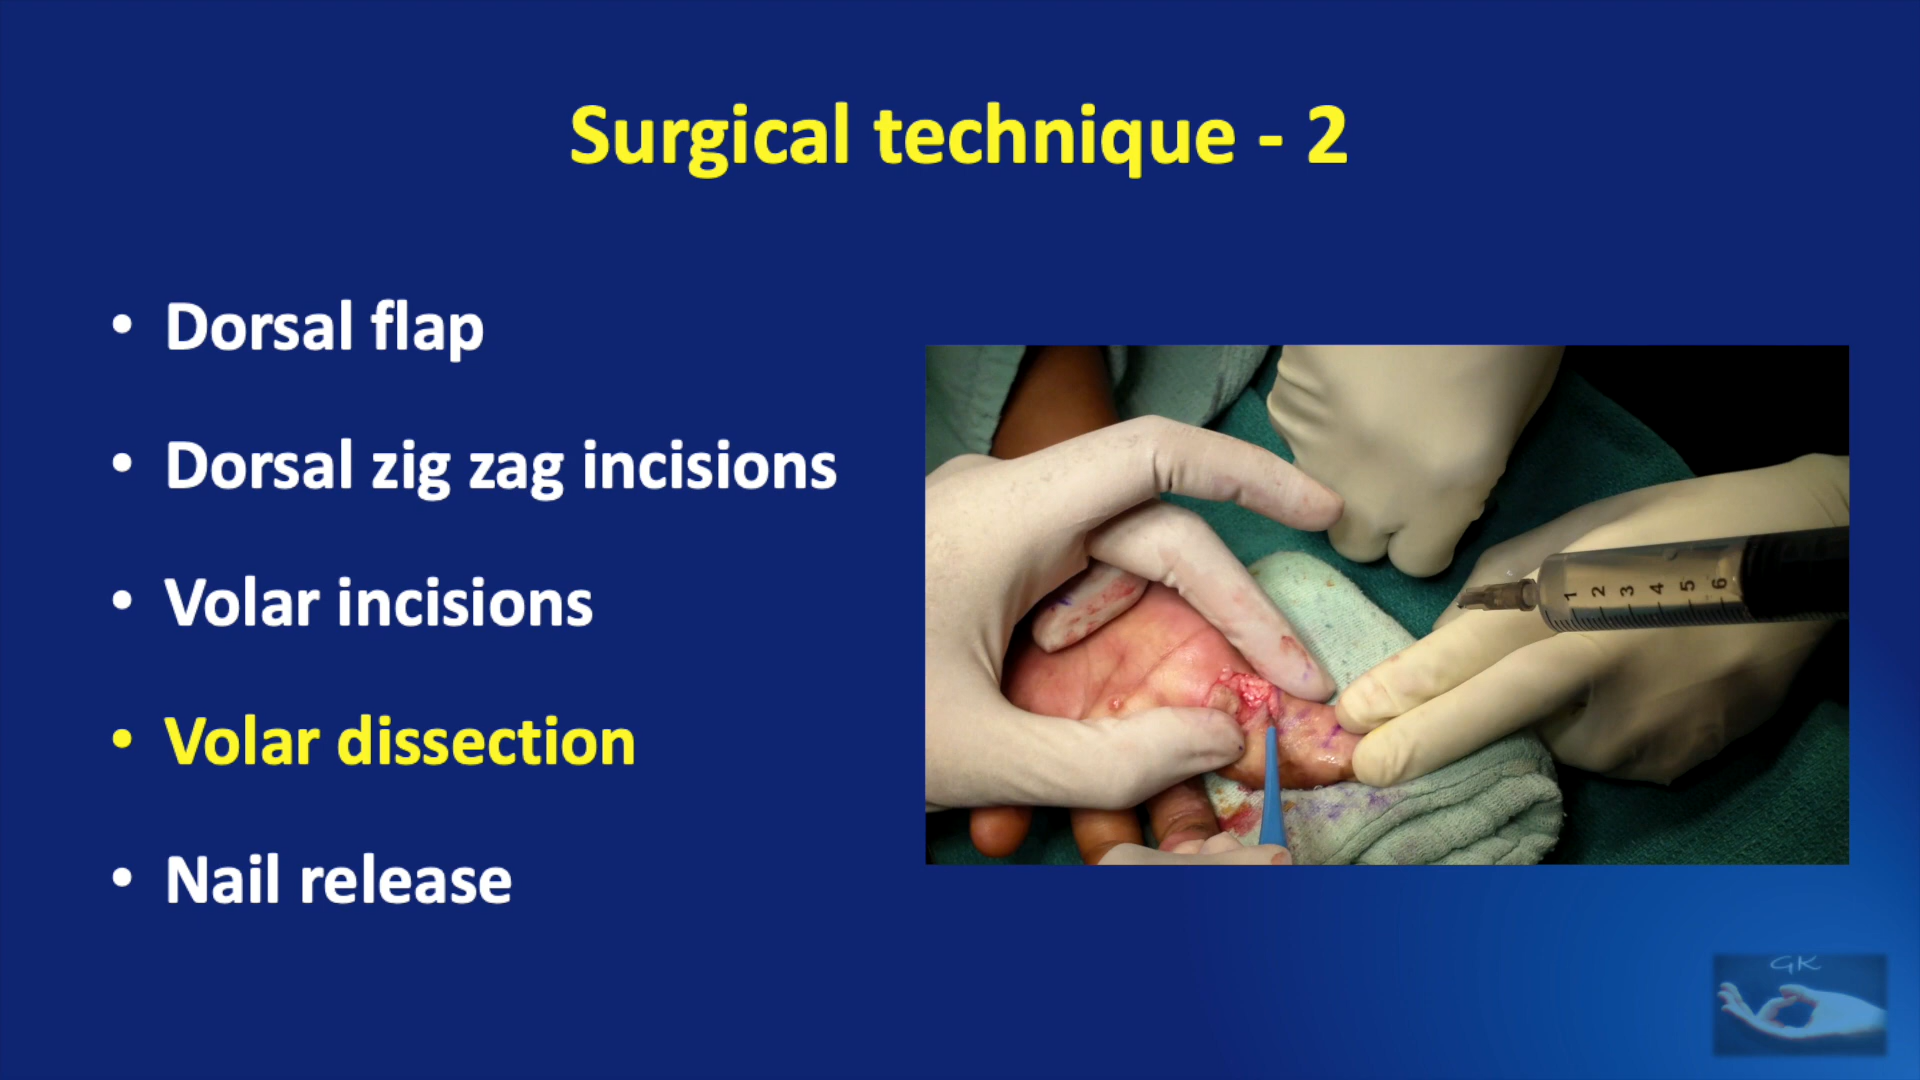 Surgical technique - 2
• Dorsal flap
• Dorsal zig zag incisions
• Volar incisions
• Volar dissection
• Nail release
1 2 3 4 5 6
GK